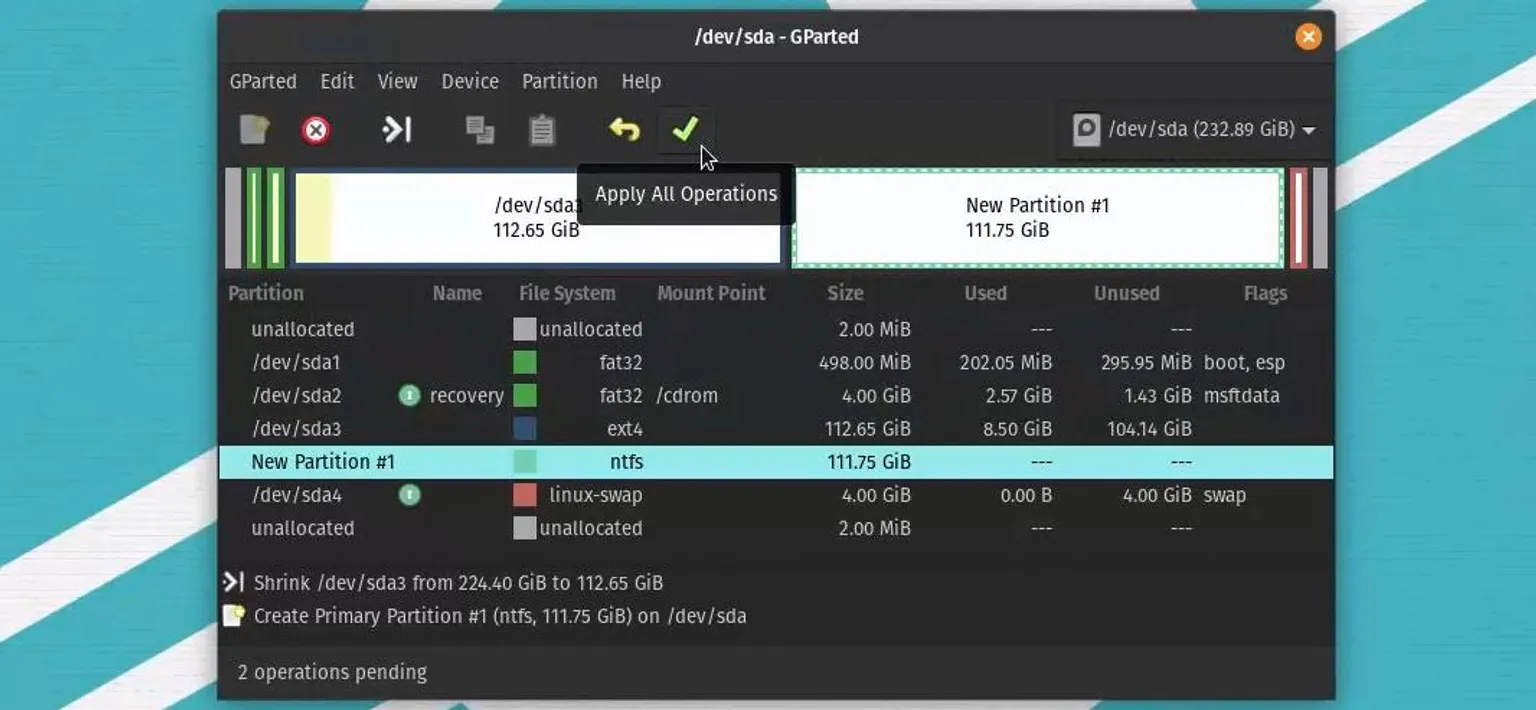 /dev/sda - GParted
GParted Edit View Device Partition Help
/dev/sda (232.89 GiB)
Apply All Operations
/dev/sda3
112.65 GiB
New Partition #1
111.75 GiB
Partition Name File System Mount Point Size Used Unused Flags
unallocated unallocated 2.00 MiB --- ---
/dev/sda1 fat32 498.00 MiB 202.05 MiB 295.95 MiB boot, esp
/dev/sda2 recovery fat32 /cdrom 4.00 GiB 2.57 GiB 1.43 GiB msftdata
/dev/sda3 ext4 112.65 GiB 8.50 GiB 104.14 GiB
New Partition #1 ntfs 111.75 GiB --- ---
/dev/sda4 linux-swap 4.00 GiB 0.00 B 4.00 GiB swap
unallocated unallocated 2.00 MiB --- ---
Shrink /dev/sda3 from 224.40 GiB to 112.65 GiB
Create Primary Partition #1 (ntfs, 111.75 GiB) on /dev/sda
2 operations pending